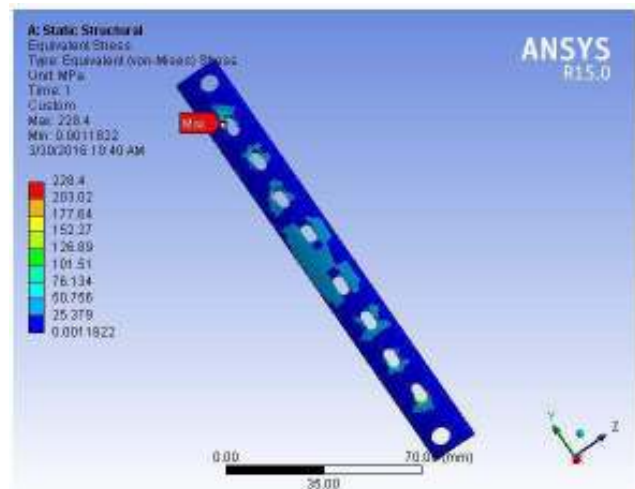 A: Static Structural
Equivalent Stress
Type: Equivalent (von-Mises) Stress
Unit: MPa
Time: 1
Custom
Max: 228.4
Min: 0.0011822
3/30/2016 10:40 AM
ANSYS
R15.0
Max
228.4
203.02
177.64
152.27
126.89
101.51
76.134
50.756
25.379
0.0011822
Y
Z
0.00
70.00 (mm)
35.00